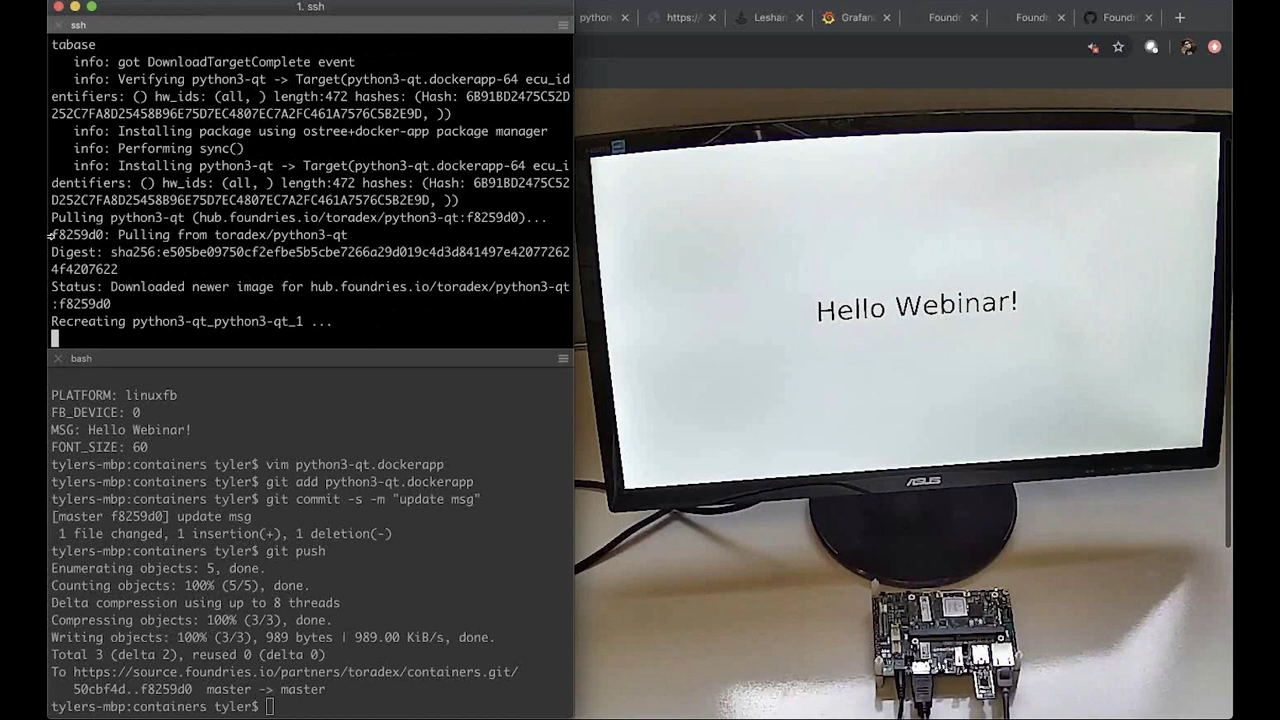 1. ssh
ssh
tabase
info: got DownloadTargetComplete event
info: Verifying python3-qt -> Target(python3-qt.dockerapp-64 ecu_id
entifiers: () hw_ids: (all, ) length:472 hashes: (Hash: 6B91BD2475C52D
252C7FA8D25458B96E75D7EC4807EC7A2FC461A7576C5B2E9D, ))
info: Installing package using ostree+docker-app package manager
info: Performing sync()
info: Installing python3-qt -> Target(python3-qt.dockerapp-64 ecu_i
dentifiers: () hw_ids: (all, ) length:472 hashes: (Hash: 6B91BD2475C52
D252C7FA8D25458B96E75D7EC4807EC7A2FC461A7576C5B2E9D, ))
Pulling python3-qt (hub.foundries.io/toradex/python3-qt:f8259d0)...
f8259d0: Pulling from toradex/python3-qt
Digest: sha256:e505be09750cf2efbe5b5cbe7266a29d019c4d3d841497e42077262
4f4207622
Status: Downloaded newer image for hub.foundries.io/toradex/python3-qt
:f8259d0
Recreating python3-qt_python3-qt_1 ...
bash
PLATFORM: linuxfb
FB_DEVICE: 0
MSG: Hello Webinar!
FONT_SIZE: 60
tylers-mbp:containers tyler$ vim python3-qt.dockerapp
tylers-mbp:containers tyler$ git add python3-qt.dockerapp
tylers-mbp:containers tyler$ git commit -s -m "update msg"
[master f8259d0] update msg
1 file changed, 1 insertion(+), 1 deletion(-)
tylers-mbp:containers tyler$ git push
Enumerating objects: 5, done.
Counting objects: 100% (5/5), done.
Delta compression using up to 8 threads
Compressing objects: 100% (3/3), done.
Writing objects: 100% (3/3), 989 bytes | 989.00 KiB/s, done.
Total 3 (delta 2), reused 0 (delta 0)
To https://source.foundries.io/partners/toradex/containers.git/
50cbf4d..f8259d0 master -> master
tylers-mbp:containers tyler$
python https:/ Leshan Grafana Foundr Foundr Foundr
Hello Webinar!
ASUS